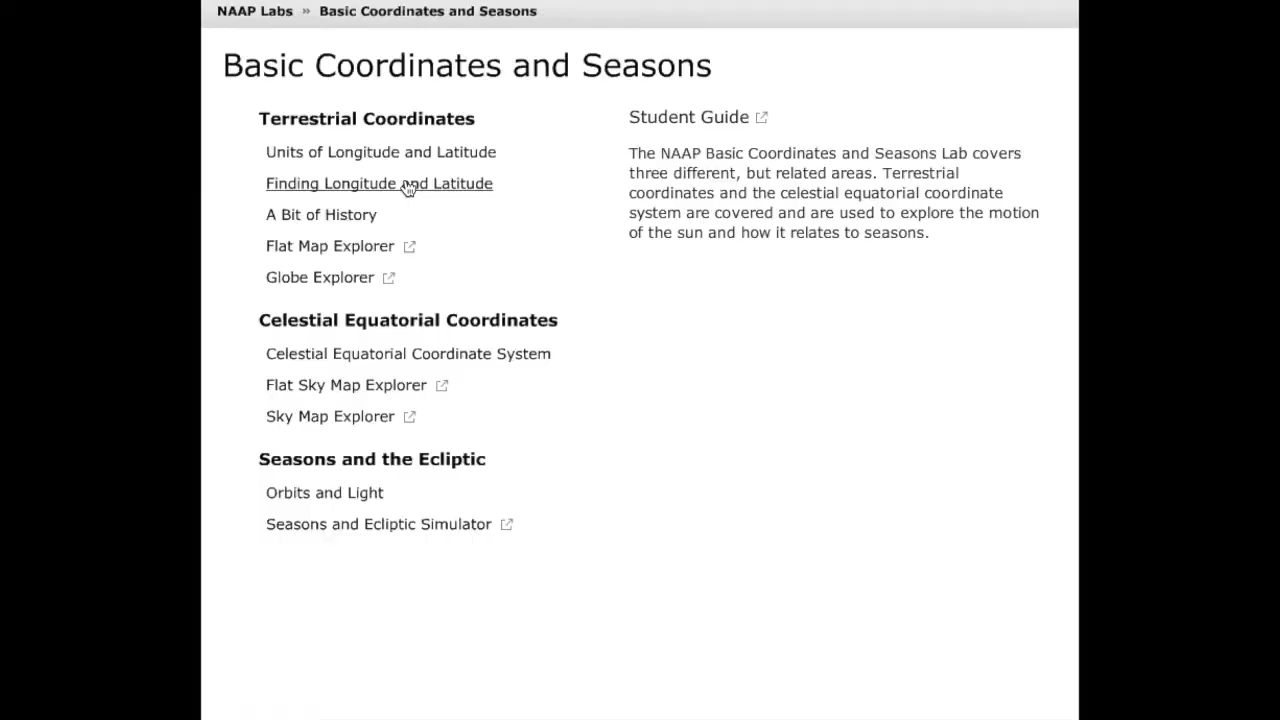 NAAP Labs » Basic Coordinates and Seasons
Basic Coordinates and Seasons
Terrestrial Coordinates
Units of Longitude and Latitude
Finding Longitude and Latitude
A Bit of History
Flat Map Explorer
Globe Explorer
Celestial Equatorial Coordinates
Celestial Equatorial Coordinate System
Flat Sky Map Explorer
Sky Map Explorer
Seasons and the Ecliptic
Orbits and Light
Seasons and Ecliptic Simulator
Student Guide
The NAAP Basic Coordinates and Seasons Lab covers
three different, but related areas. Terrestrial
coordinates and the celestial equatorial coordinate
system are covered and are used to explore the motion
of the sun and how it relates to seasons.